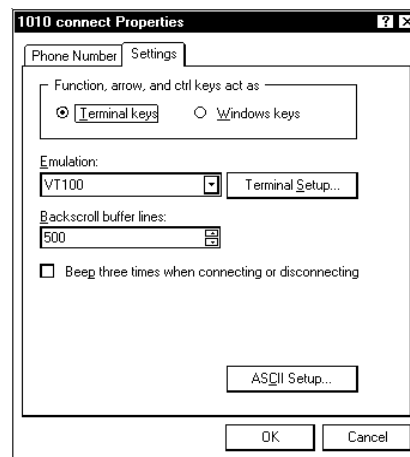 1010 connect Properties
Phone Number
Settings
Function, arrow, and ctrl keys act as
Terminal keys
Windows keys
Emulation:
VT100
Terminal Setup...
Backscroll buffer lines:
500
Beep three times when connecting or disconnecting
ASCII Setup...
OK
Cancel